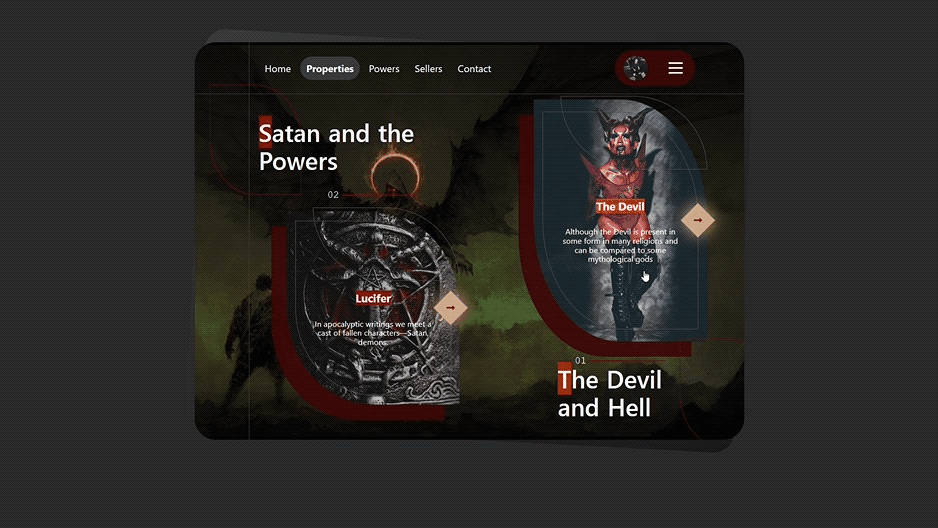 Home Properties Powers Sellers Contact
Satan and the
Powers
02
Lucifer
In apocalyptic writings we meet a
cast of fallen characters—Satan,
demons.
The Devil
Although the Devil is present in
some form in many religions and
can be compared to some
mythological gods
01
The Devil
and Hell